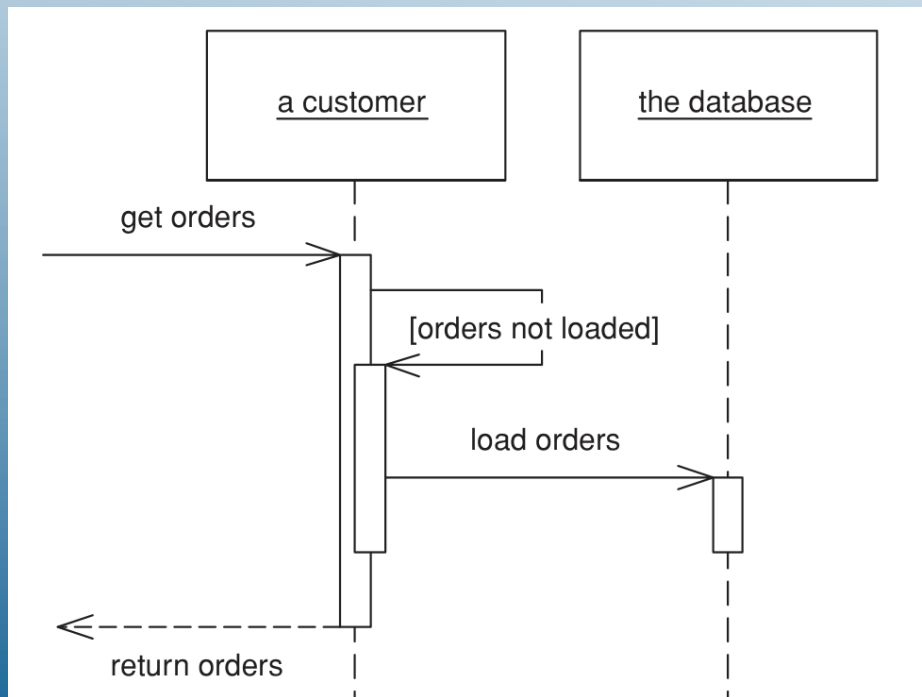 a customer
the database
get orders
[orders not loaded]
load orders
return orders